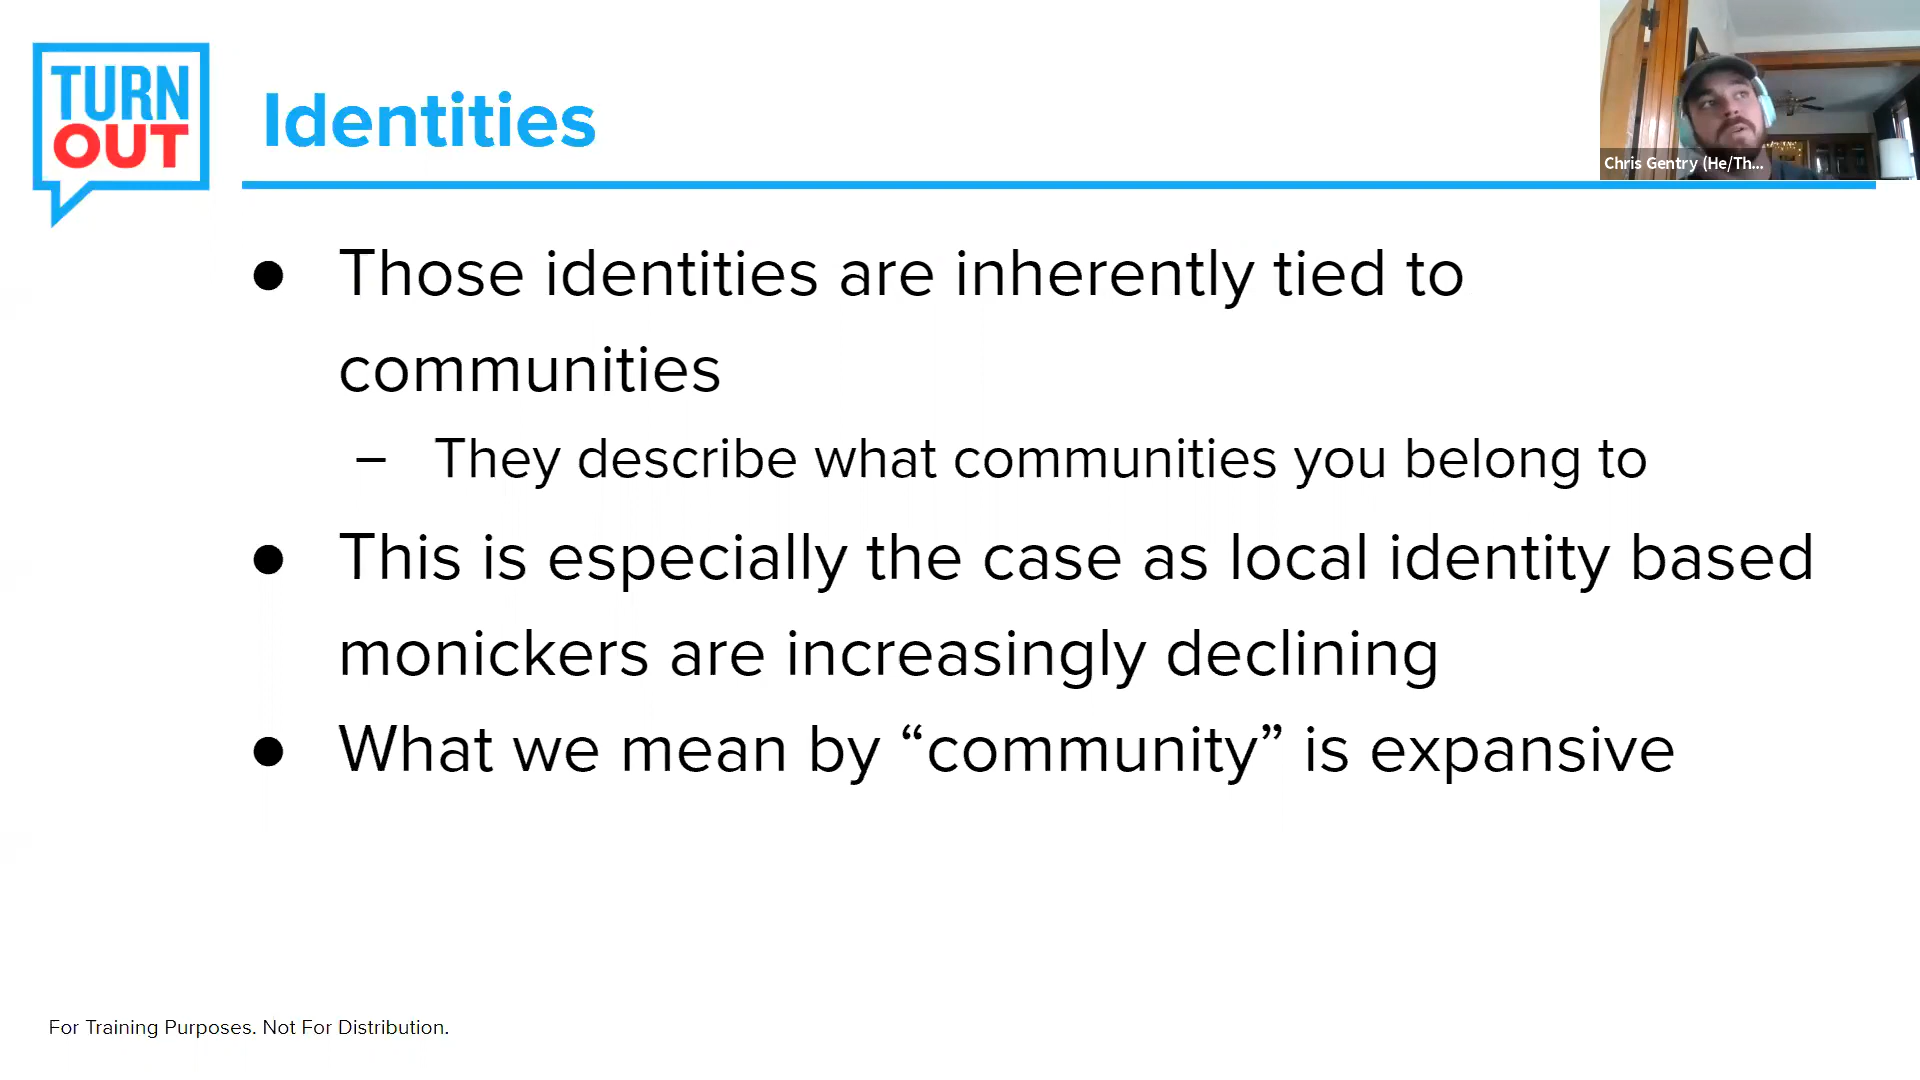 TURN
OUT
Identities
Chris Gentry (He/Th...
● Those identities are inherently tied to
communities
– They describe what communities you belong to
● This is especially the case as local identity based
monickers are increasingly declining
● What we mean by “community” is expansive
For Training Purposes. Not For Distribution.